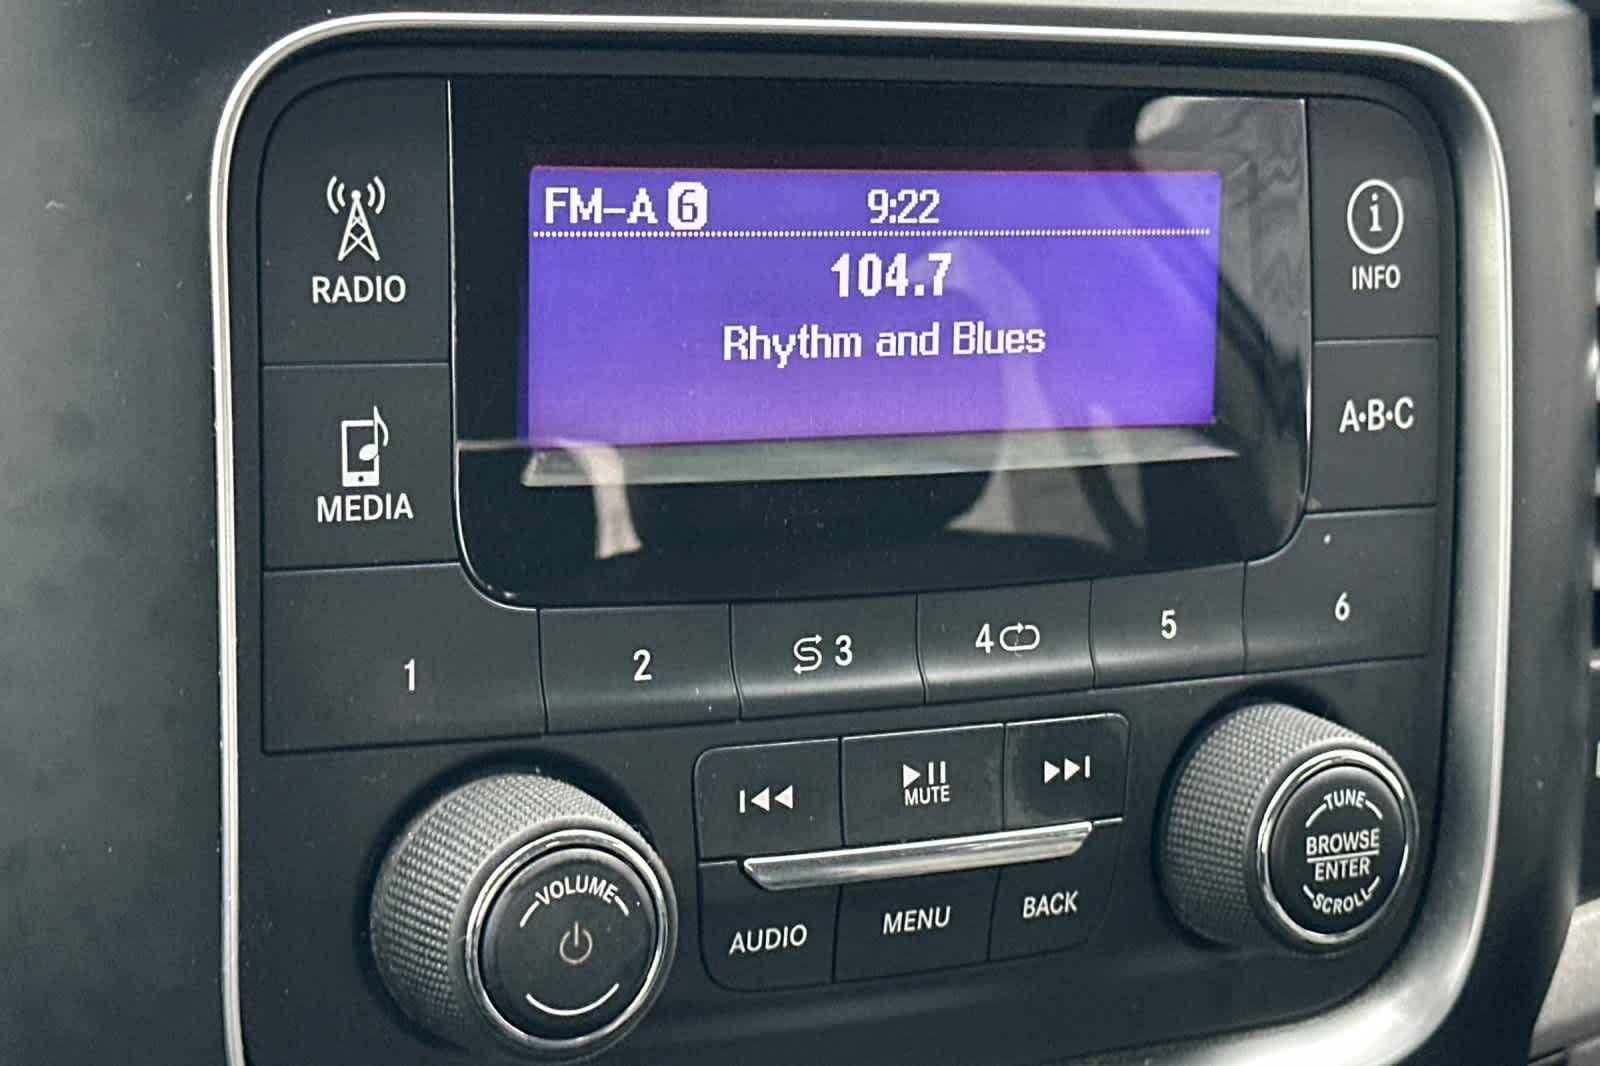 FM-A 6 9:22
104.7
Rhythm and Blues
RADIO
INFO
MEDIA
A·B·C
1 2 3 4 5 6
MUTE
VOLUME
AUDIO MENU BACK
TUNE
BROWSE
ENTER
SCROLL